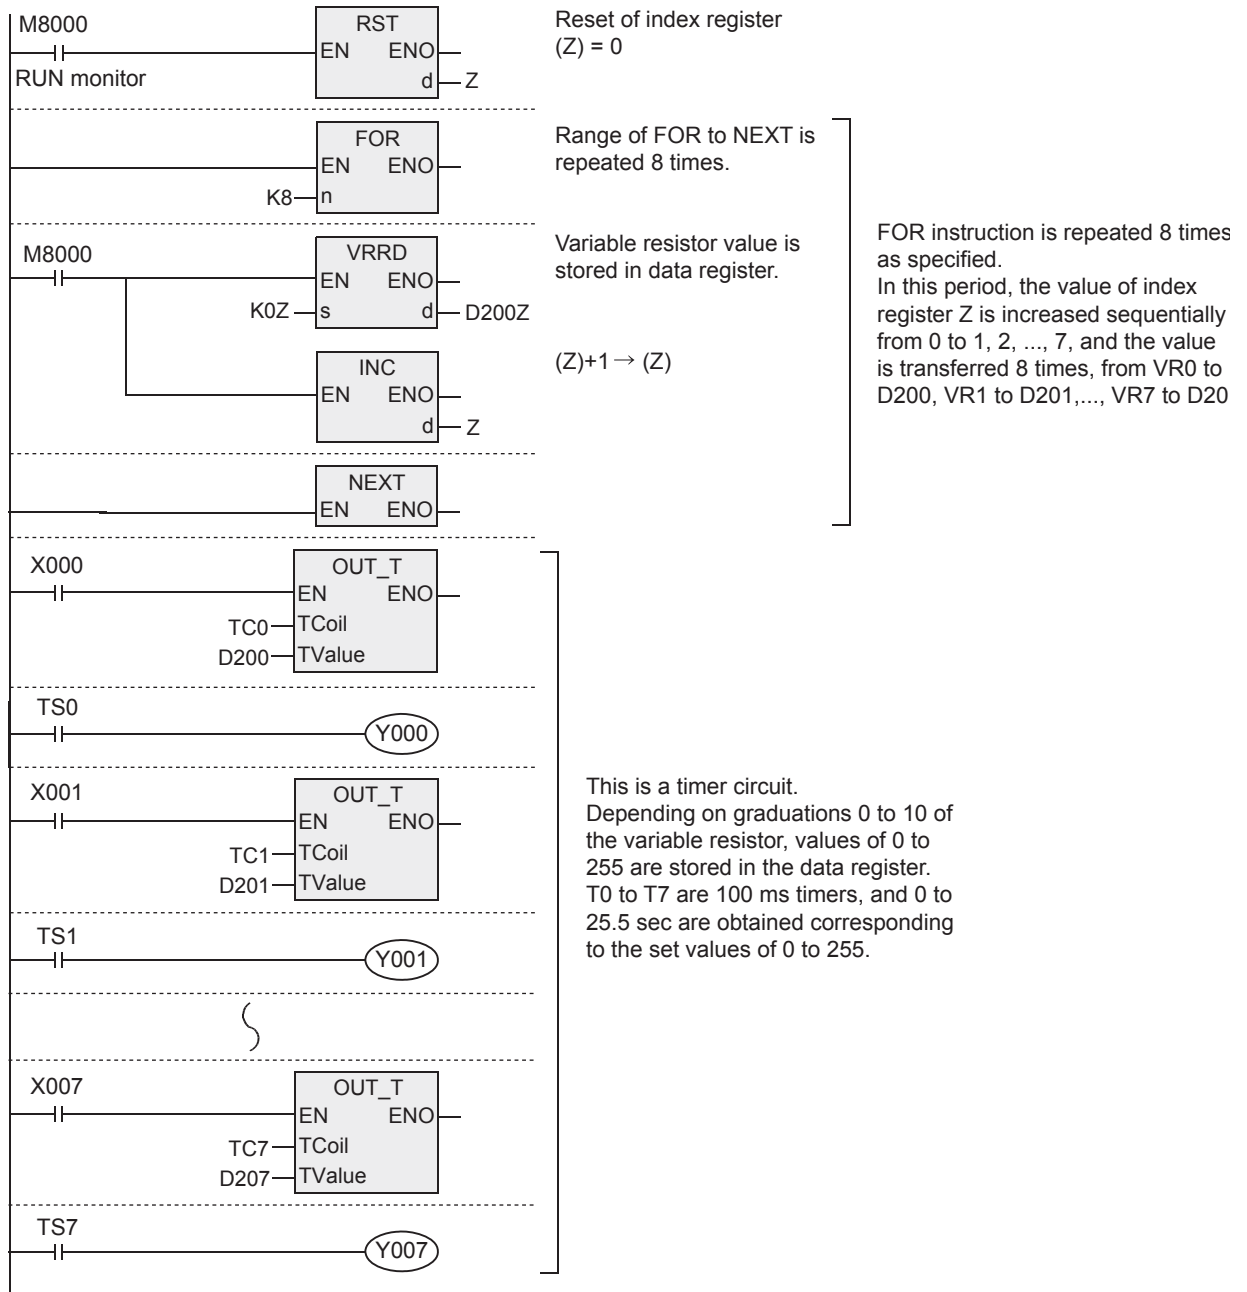 M8000
RST
EN ENO
d Z
RUN monitor
Reset of index register
(Z) = 0
FOR
EN ENO
K8 n
Range of FOR to NEXT is
repeated 8 times.
M8000
VRRD
EN ENO
K0Z s d D200Z
Variable resistor value is
stored in data register.
INC
EN ENO
d Z
(Z)+1→ (Z)
NEXT
EN ENO
FOR instruction is repeated 8 times
as specified.
In this period, the value of index
register Z is increased sequentially
from 0 to 1, 2, ..., 7, and the value
is transferred 8 times, from VR0 to
D200, VR1 to D201,..., VR7 to D20
X000
OUT_T
EN ENO
TC0 TCoil
D200 TValue
TS0
Y000
X001
OUT_T
EN ENO
TC1 TCoil
D201 TValue
TS1
Y001
X007
OUT_T
EN ENO
TC7 TCoil
D207 TValue
TS7
Y007
This is a timer circuit.
Depending on graduations 0 to 10 of
the variable resistor, values of 0 to
255 are stored in the data register.
T0 to T7 are 100 ms timers, and 0 to
25.5 sec are obtained corresponding
to the set values of 0 to 255.